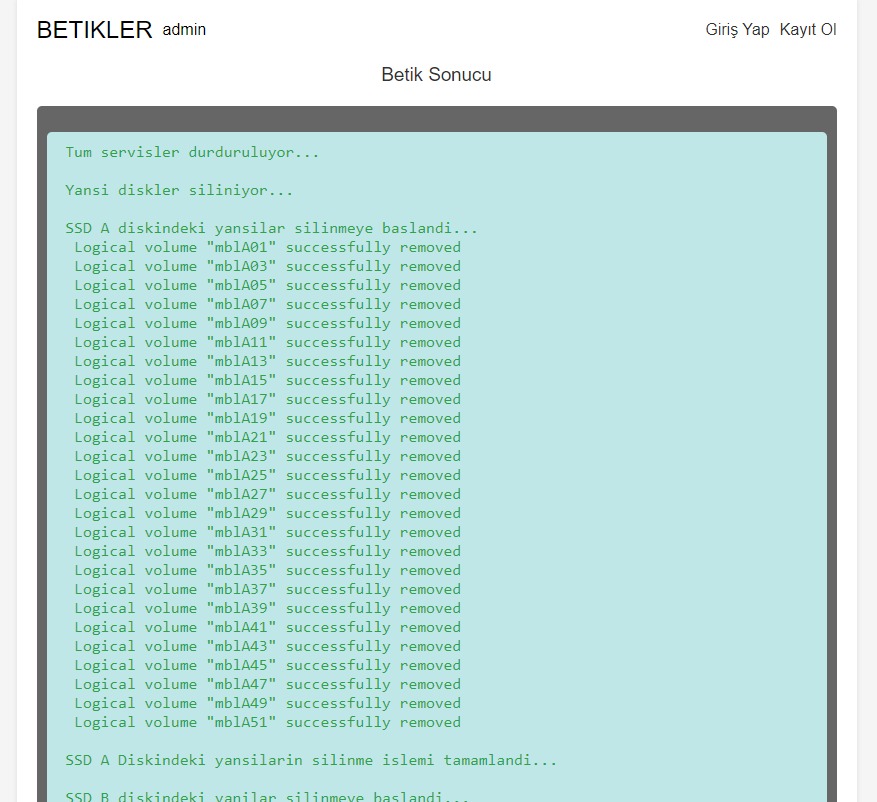 BETIKLER admin Giriş Yap Kayıt Ol
Betik Sonucu
Tum servisler durduruluyor...
Yansi diskler siliniyor...
SSD A diskindeki yansilar silinmeye baslandi...
Logical volume "mblA01" successfully removed
Logical volume "mblA03" successfully removed
Logical volume "mblA05" successfully removed
Logical volume "mblA07" successfully removed
Logical volume "mblA09" successfully removed
Logical volume "mblA11" successfully removed
Logical volume "mblA13" successfully removed
Logical volume "mblA15" successfully removed
Logical volume "mblA17" successfully removed
Logical volume "mblA19" successfully removed
Logical volume "mblA21" successfully removed
Logical volume "mblA23" successfully removed
Logical volume "mblA25" successfully removed
Logical volume "mblA27" successfully removed
Logical volume "mblA29" successfully removed
Logical volume "mblA31" successfully removed
Logical volume "mblA33" successfully removed
Logical volume "mblA35" successfully removed
Logical volume "mblA37" successfully removed
Logical volume "mblA39" successfully removed
Logical volume "mblA41" successfully removed
Logical volume "mblA43" successfully removed
Logical volume "mblA45" successfully removed
Logical volume "mblA47" successfully removed
Logical volume "mblA49" successfully removed
Logical volume "mblA51" successfully removed
SSD A Diskindeki yansilarin silinme islemi tamamlandi...
SSD B diskindeki yanilar silinmeye baslandi...